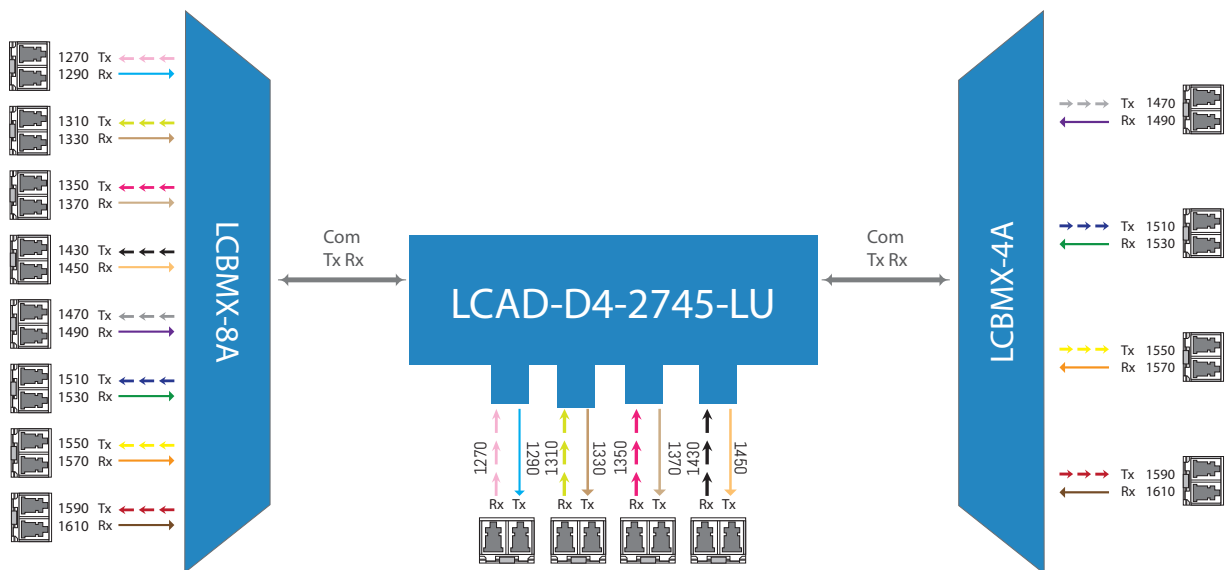 1270 Tx
1290 Rx
1310 Tx
1330 Rx
1350 Tx
1370 Rx
1430 Tx
1450 Rx
1470 Tx
1490 Rx
1510 Tx
1530 Rx
1550 Tx
1570 Rx
1590 Tx
1610 Rx
LCBMX-8A
Com
Tx Rx
LCAD-D4-2745-LU
1270
1290
1310
1330
1350
1370
1430
1450
Rx Tx
Rx Tx
Rx Tx
Rx Tx
Com
Tx Rx
LCBMX-4A
Tx 1470
Rx 1490
Tx 1510
Rx 1530
Tx 1550
Rx 1570
Tx 1590
Rx 1610